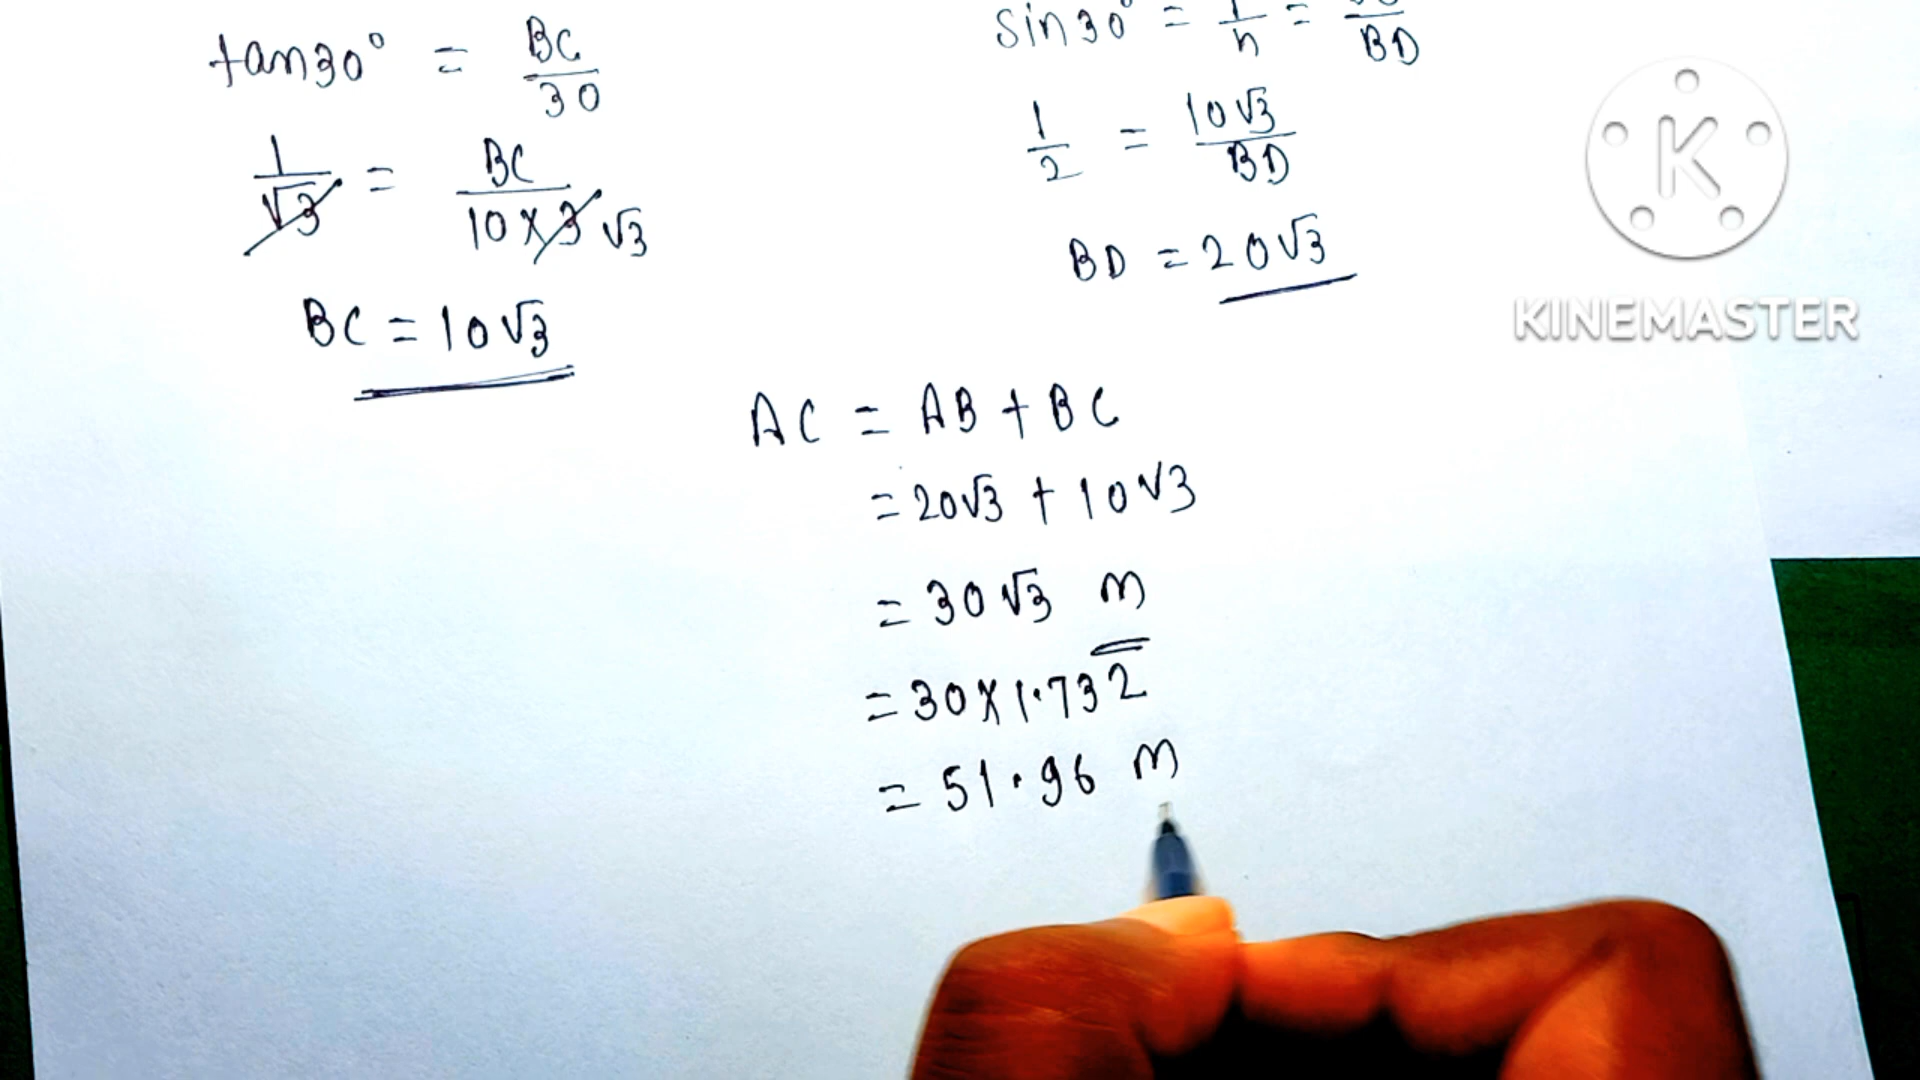 tan30° = BC/30
1/√3 = BC/10×3 √3
BC = 10√3
sin30° = 1/h = /BD
1/2 = 10√3/BD
BD = 20√3
AC = AB + BC
= 20√3 + 10√3
= 30√3 m
= 30×1.732
= 51.96 m
K
KINEMASTER